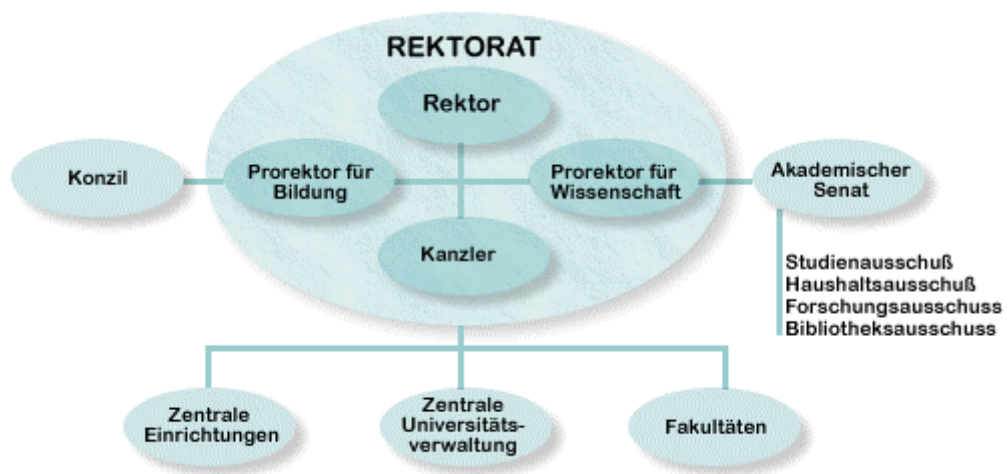 REKTORAT
Rektor
Konzil
Prorektor für
Bildung
Prorektor für
Wissenschaft
Akademischer
Senat
Kanzler
Studienausschuß
Haushaltsausschuß
Forschungsausschuss
Bibliotheksausschuss
Zentrale
Einrichtungen
Zentrale
Universitäts-
verwaltung
Fakultäten